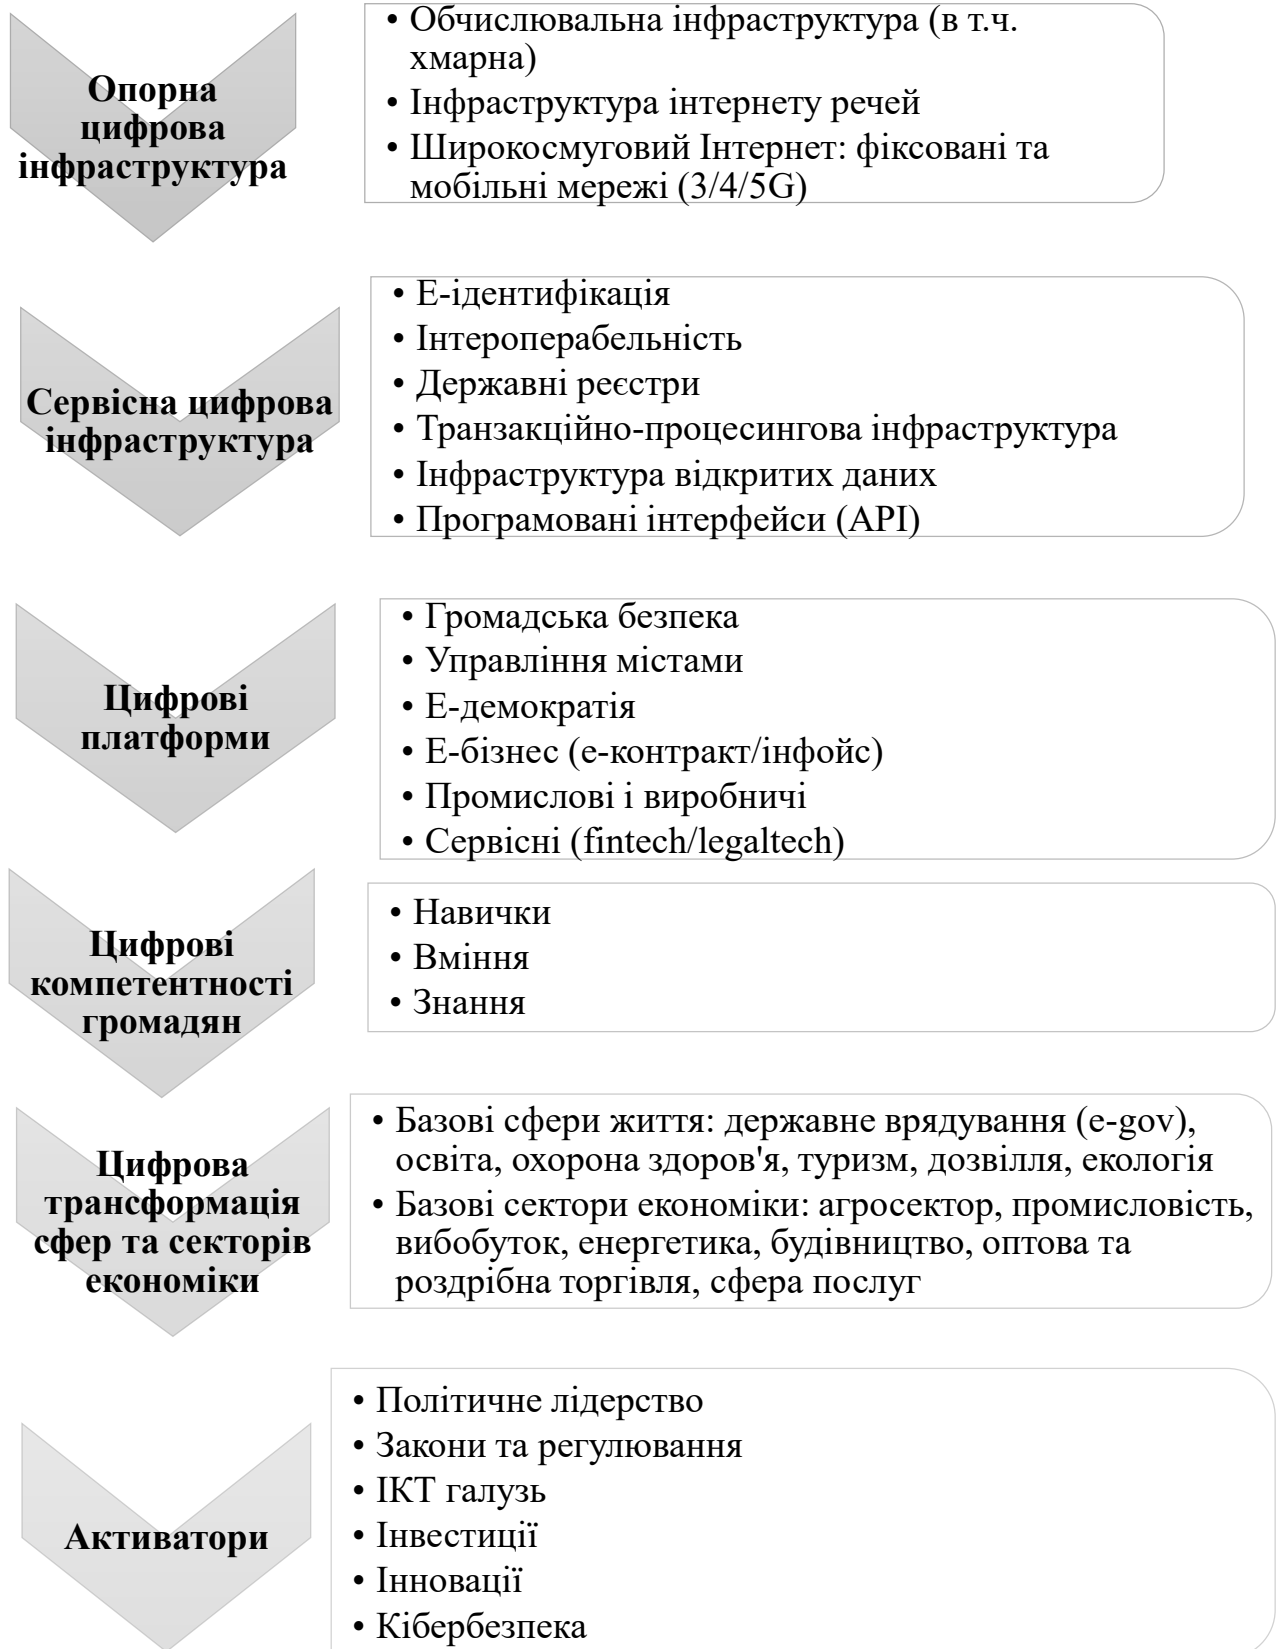 Опорна
цифрова
інфраструктура
• Обчислювальна інфраструктура (в т.ч.
хмарна)
• Інфраструктура інтернету речей
• Широкосмуговий Інтернет: фіксовані та
мобільні мережі (3/4/5G)
Сервісна цифрова
інфраструктура
• Е-ідентифікація
• Інтероперабельність
• Державні реєстри
• Транзакційно-процесингова інфраструктура
• Інфраструктура відкритих даних
• Програмовані інтерфейси (API)
Цифрові
платформи
• Громадська безпека
• Управління містами
• Е-демократія
• Е-бізнес (е-контракт/інфойс)
• Промислові і виробничі
• Сервісні (fintech/legaltech)
Цифрові
компетентності
громадян
• Навички
• Вміння
• Знання
Цифрова
трансформація
сфер та секторів
економіки
• Базові сфери життя: державне врядування (e-gov),
освіта, охорона здоров'я, туризм, дозвілля, екологія
• Базові сектори економіки: агросектор, промисловість,
вибобуток, енергетика, будівництво, оптова та
роздрібна торгівля, сфера послуг
Активатори
• Політичне лідерство
• Закони та регулювання
• ІКТ галузь
• Інвестиції
• Інновації
• Кібербезпека